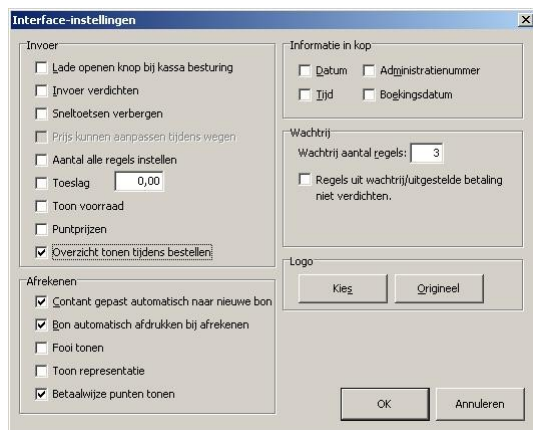 Interface-instellingen
Invoer
Lade openen knop bij kassa besturing
Invoer verdichten
Sneltoetsen verbergen
Prijs kunnen aanpassen tijdens wegen
Aantal alle regels instellen
Toeslag 0,00
Toon voorraad
Puntprijzen
Overzicht tonen tijdens bestellen
Afrekenen
Contant gepast automatisch naar nieuwe bon
Bon automatisch afdrukken bij afrekenen
Fooi tonen
Toon representatie
Betaalwijze punten tonen
Informatie in kop
Datum Administratienummer
Tijd Boekingsdatum
Wachtrij
Wachtrij aantal regels: 3
Regels uit wachtrij/uitgestelde betaling
niet verdichten.
Logo
Kies Origineel
OK Annuleren